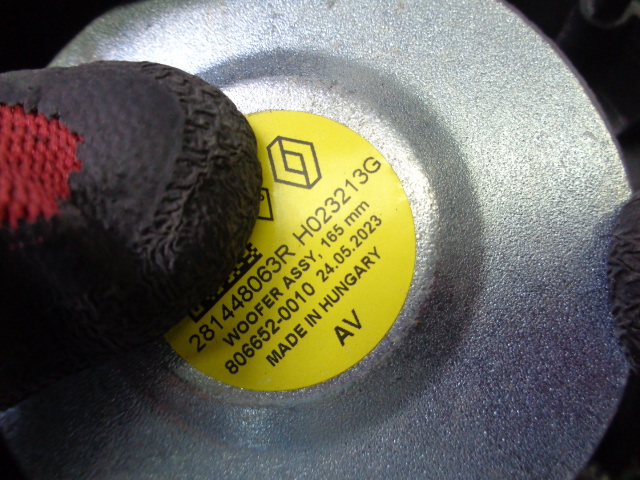 281448063R H023213G
WOOFER ASSY, 165 mm
806652-0010 24.05.2023
MADE IN HUNGARY
AV